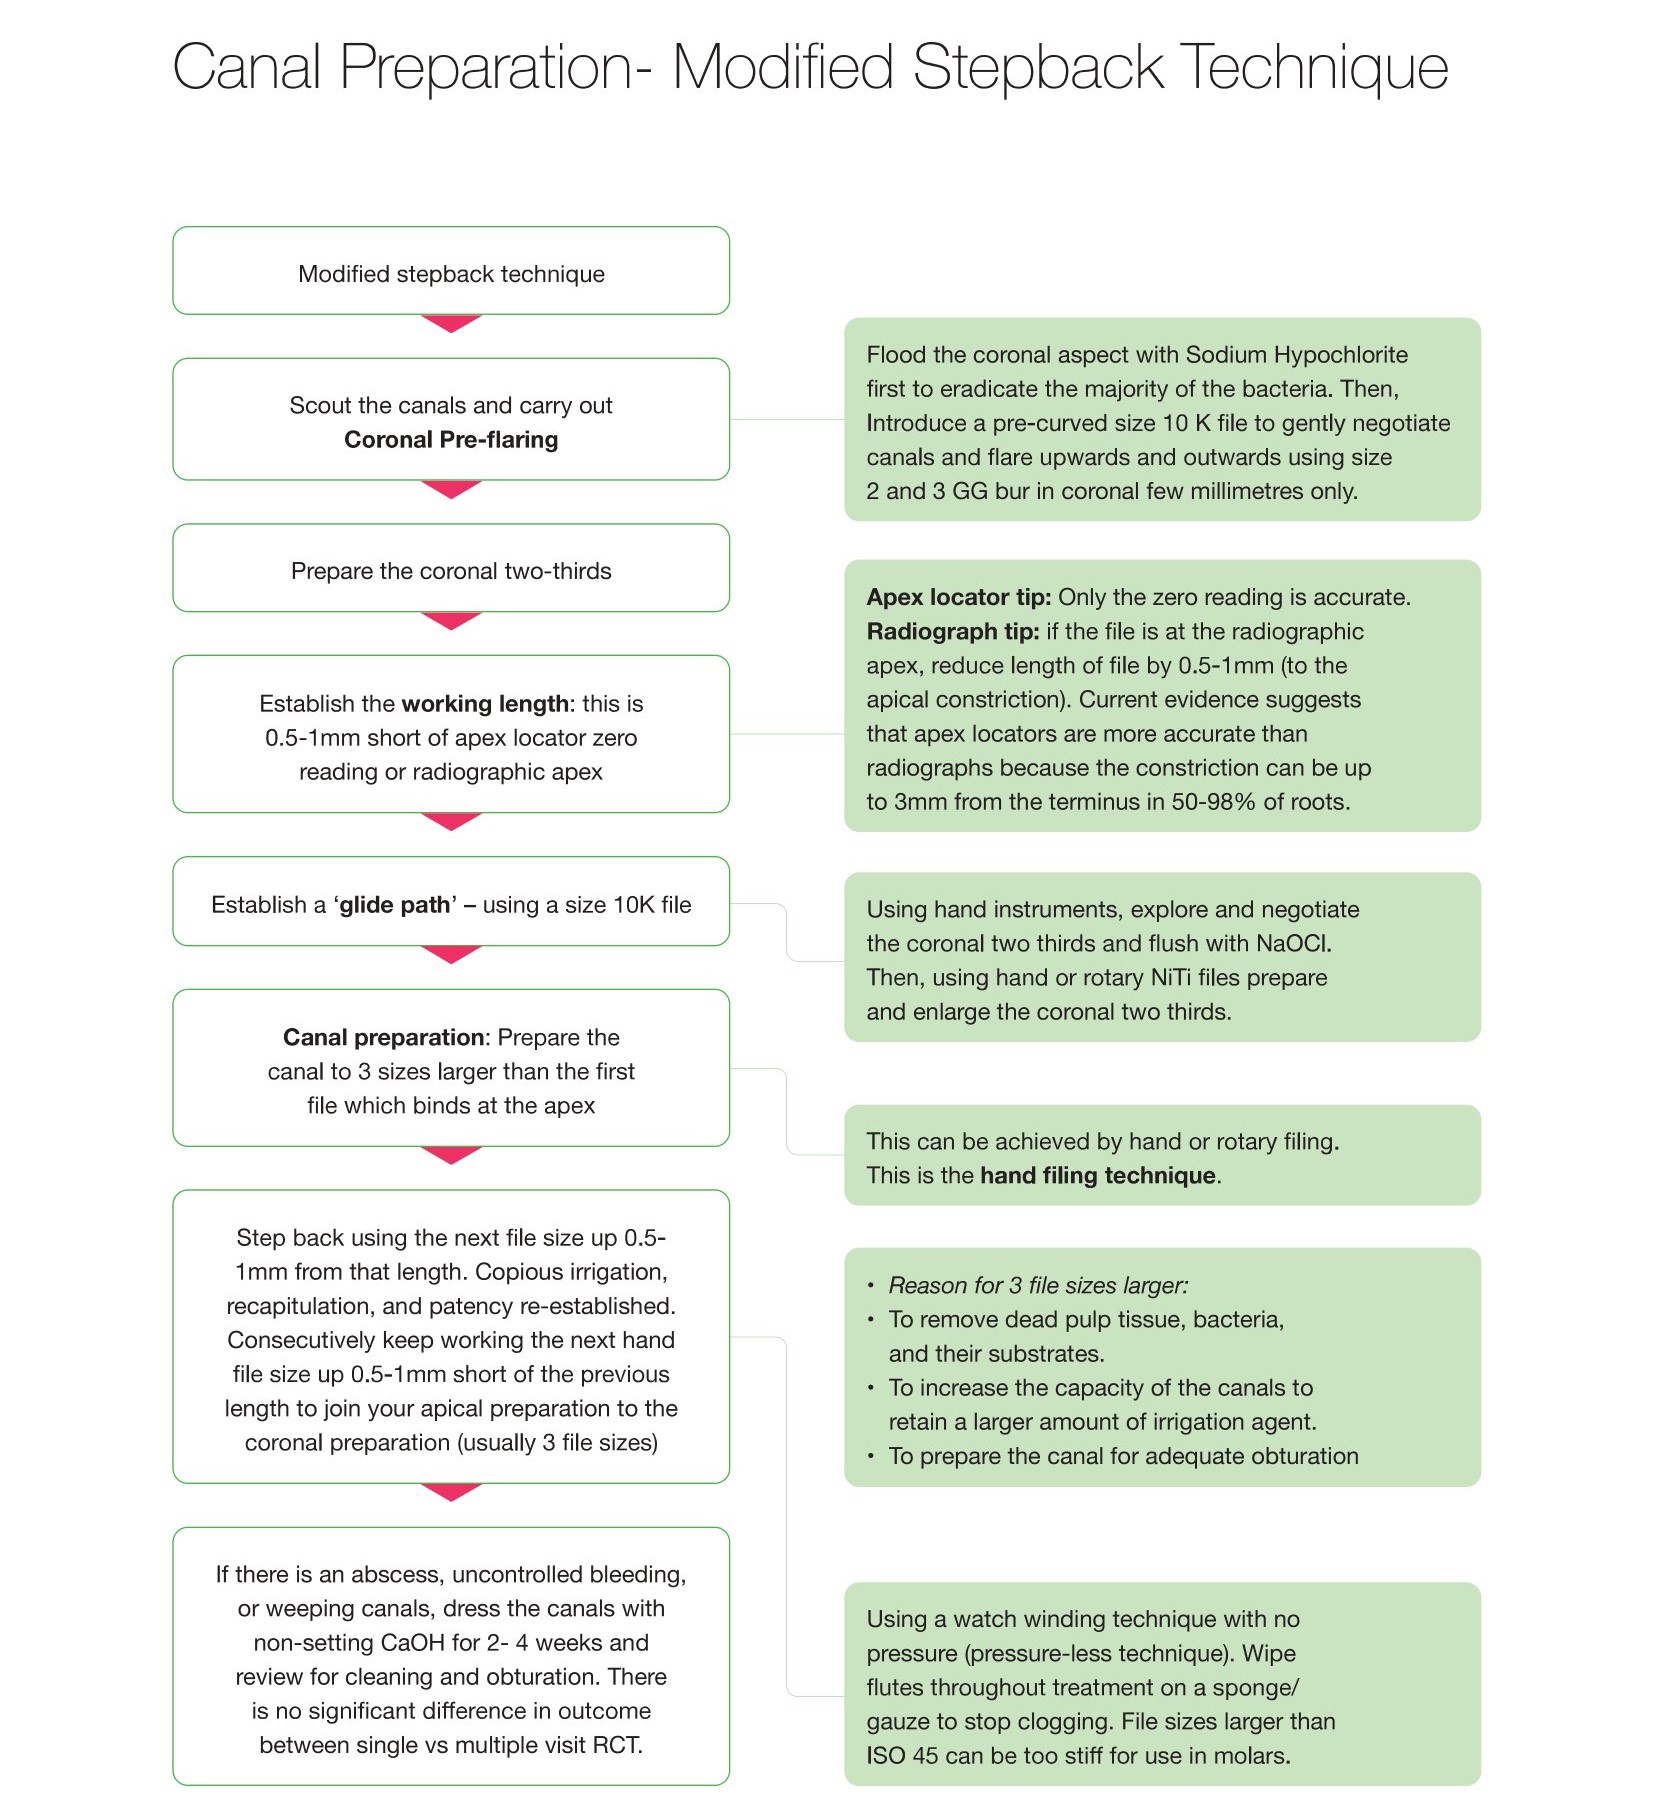 Canal Preparation- Modified Stepback Technique
Modified stepback technique
Scout the canals and carry out
Coronal Pre-flaring
Flood the coronal aspect with Sodium Hypochlorite
first to eradicate the majority of the bacteria. Then,
Introduce a pre-curved size 10 K file to gently negotiate
canals and flare upwards and outwards using size
2 and 3 GG bur in coronal few millimetres only.
Prepare the coronal two-thirds
Establish the working length: this is
0.5-1mm short of apex locator zero
reading or radiographic apex
Apex locator tip: Only the zero reading is accurate.
Radiograph tip: if the file is at the radiographic
apex, reduce length of file by 0.5-1mm (to the
apical constriction). Current evidence suggests
that apex locators are more accurate than
radiographs because the constriction can be up
to 3mm from the terminus in 50-98% of roots.
Establish a ‘glide path’ – using a size 10K file
Using hand instruments, explore and negotiate
the coronal two thirds and flush with NaOCl.
Then, using hand or rotary NiTi files prepare
and enlarge the coronal two thirds.
Canal preparation: Prepare the
canal to 3 sizes larger than the first
file which binds at the apex
This can be achieved by hand or rotary filing.
This is the hand filing technique.
Step back using the next file size up 0.5-
1mm from that length. Copious irrigation,
recapitulation, and patency re-established.
Consecutively keep working the next hand
file size up 0.5-1mm short of the previous
length to join your apical preparation to the
coronal preparation (usually 3 file sizes)
• Reason for 3 file sizes larger:
• To remove dead pulp tissue, bacteria,
and their substrates.
• To increase the capacity of the canals to
retain a larger amount of irrigation agent.
• To prepare the canal for adequate obturation
If there is an abscess, uncontrolled bleeding,
or weeping canals, dress the canals with
non-setting CaOH for 2- 4 weeks and
review for cleaning and obturation. There
is no significant difference in outcome
between single vs multiple visit RCT.
Using a watch winding technique with no
pressure (pressure-less technique). Wipe
flutes throughout treatment on a sponge/
gauze to stop clogging. File sizes larger than
ISO 45 can be too stiff for use in molars.